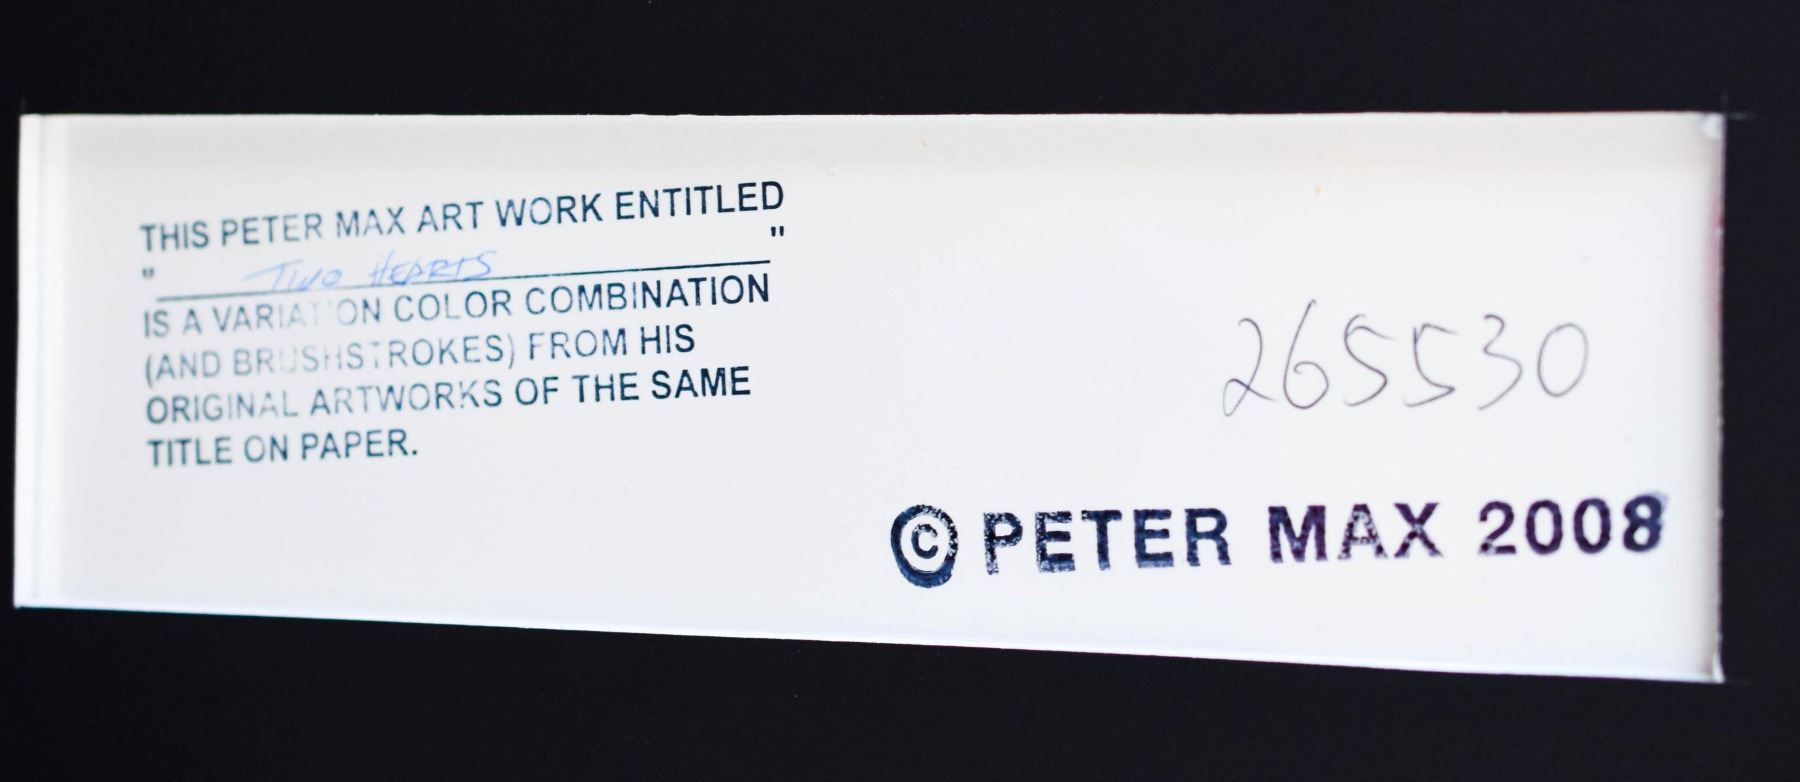 THIS PETER MAX ART WORK ENTITLED
" Two Hearts "
IS A VARIATION COLOR COMBINATION
(AND BRUSHSTROKES) FROM HIS
ORIGINAL ARTWORKS OF THE SAME
TITLE ON PAPER.
265530
© PETER MAX 2008